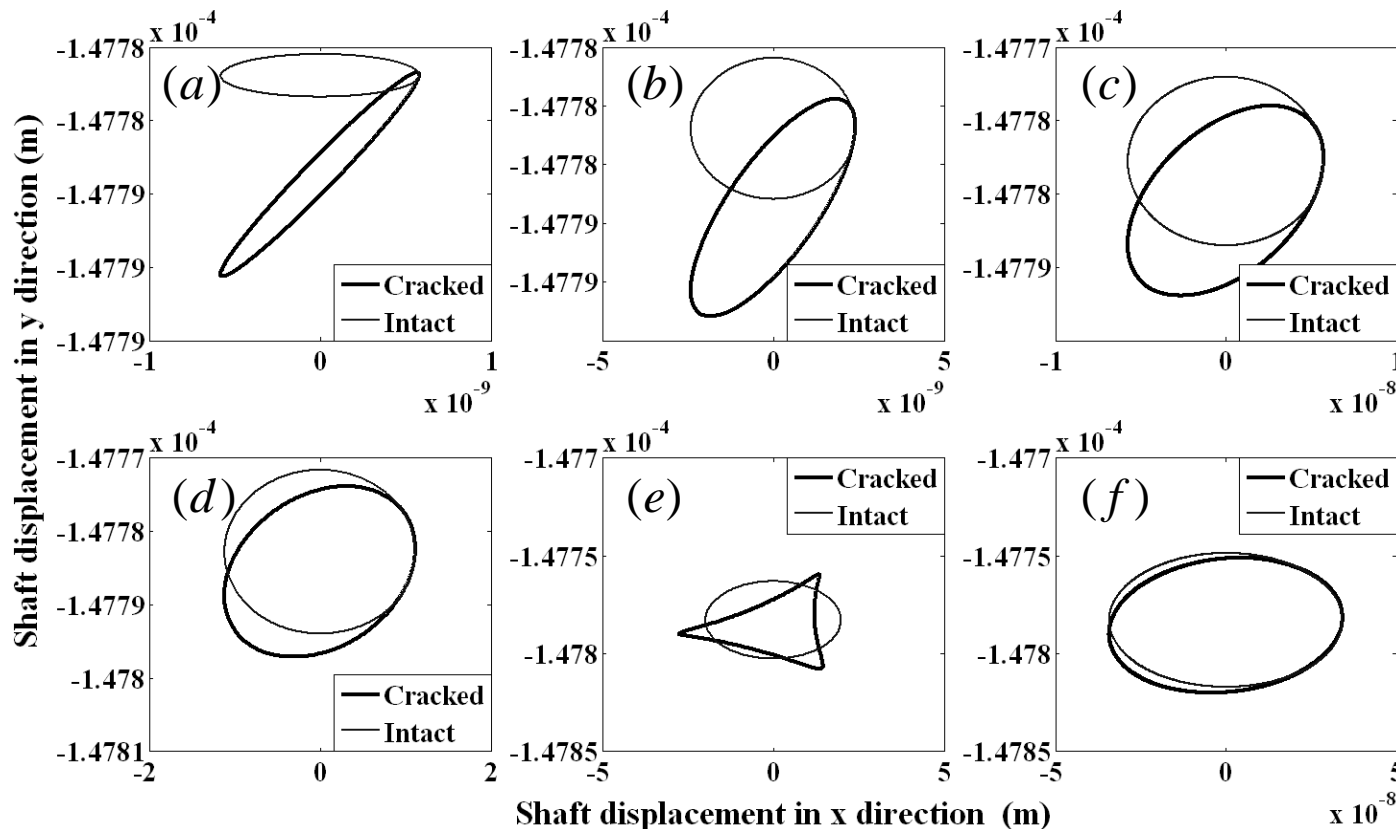 x 10-4
x 10-4
x 10-4
-1.4778
-1.4778
-1.4779
-1.4779
-1.4779
-1
0
1
x 10-9
(a)
Cracked
Intact
-1.4778
-1.4778
-1.4779
-1.4779
-5
0
5
x 10-9
(b)
Cracked
Intact
-1.4777
-1.4778
-1.4778
-1.4779
-1
0
1
x 10-8
(c)
Cracked
Intact
x 10-4
x 10-4
x 10-4
-1.4777
-1.4778
-1.4779
-1.478
-1.4781
-2
0
2
(d)
Cracked
Intact
-1.477
-1.4775
-1.478
-1.4785
-5
0
5
(e)
Cracked
Intact
-1.477
-1.4775
-1.478
-1.4785
-5
0
5
x 10-8
(f)
Cracked
Intact
Shaft displacement in y direction (m)
Shaft displacement in x direction (m)